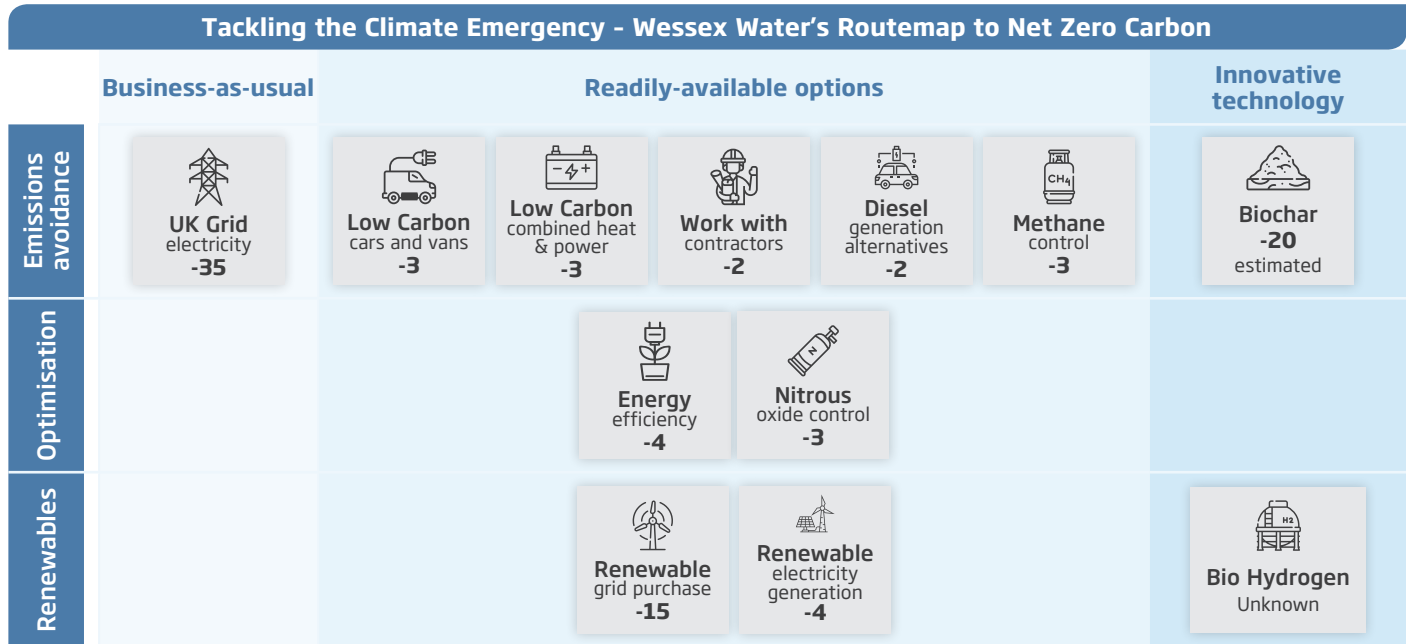 Tackling the Climate Emergency – Wessex Water's Routemap to Net Zero Carbon
Business-as-usual
Readily-available options
Innovative
technology
Emissions
avoidance
UK Grid
electricity
-35
Low Carbon
cars and vans
-3
Low Carbon
combined heat
& power
-3
Work with
contractors
-2
Diesel
generation
alternatives
-2
CH4
Methane
control
-3
Biochar
-20
estimated
Optimisation
Energy
efficiency
-4
N
Nitrous
oxide control
-3
Renewables
Renewable
grid purchase
-15
Renewable
electricity
generation
-4
H2
Bio Hydrogen
Unknown